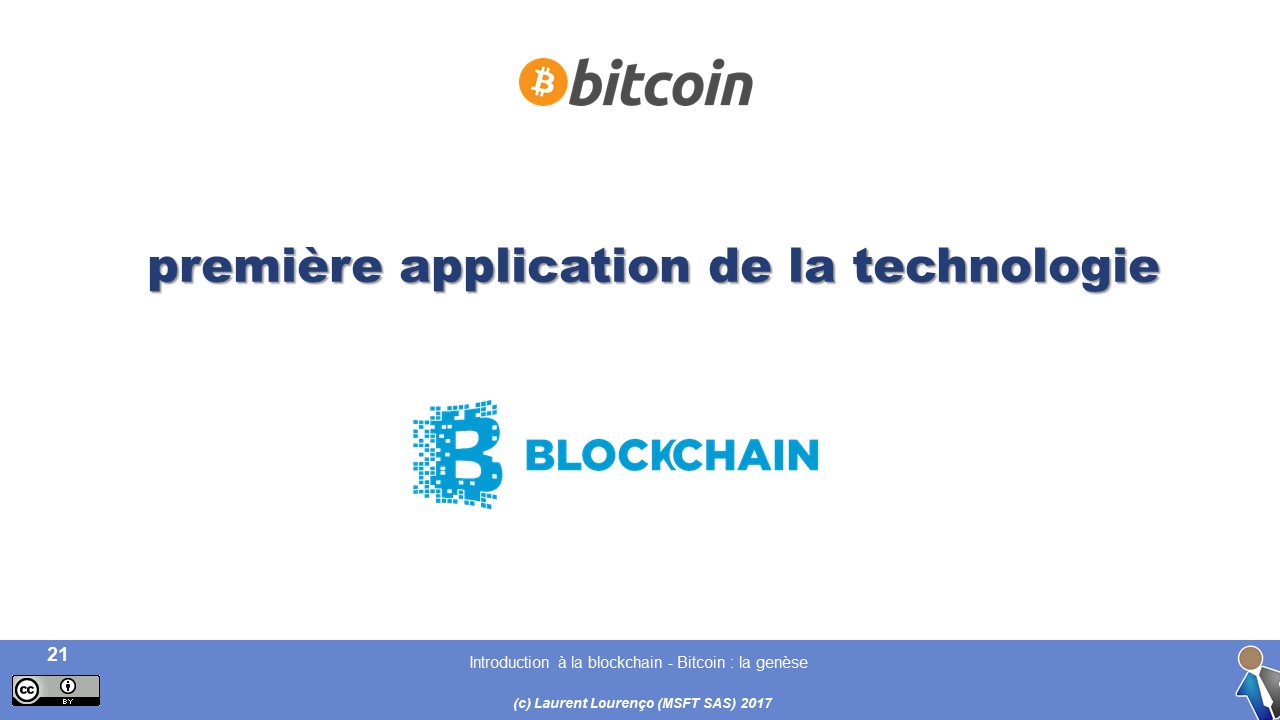 bitcoin
première application de la technologie
BLOCKCHAIN
21
Introduction à la blockchain - Bitcoin : la genèse
cc BY
(c) Laurent Lourenço (MSFT SAS) 2017